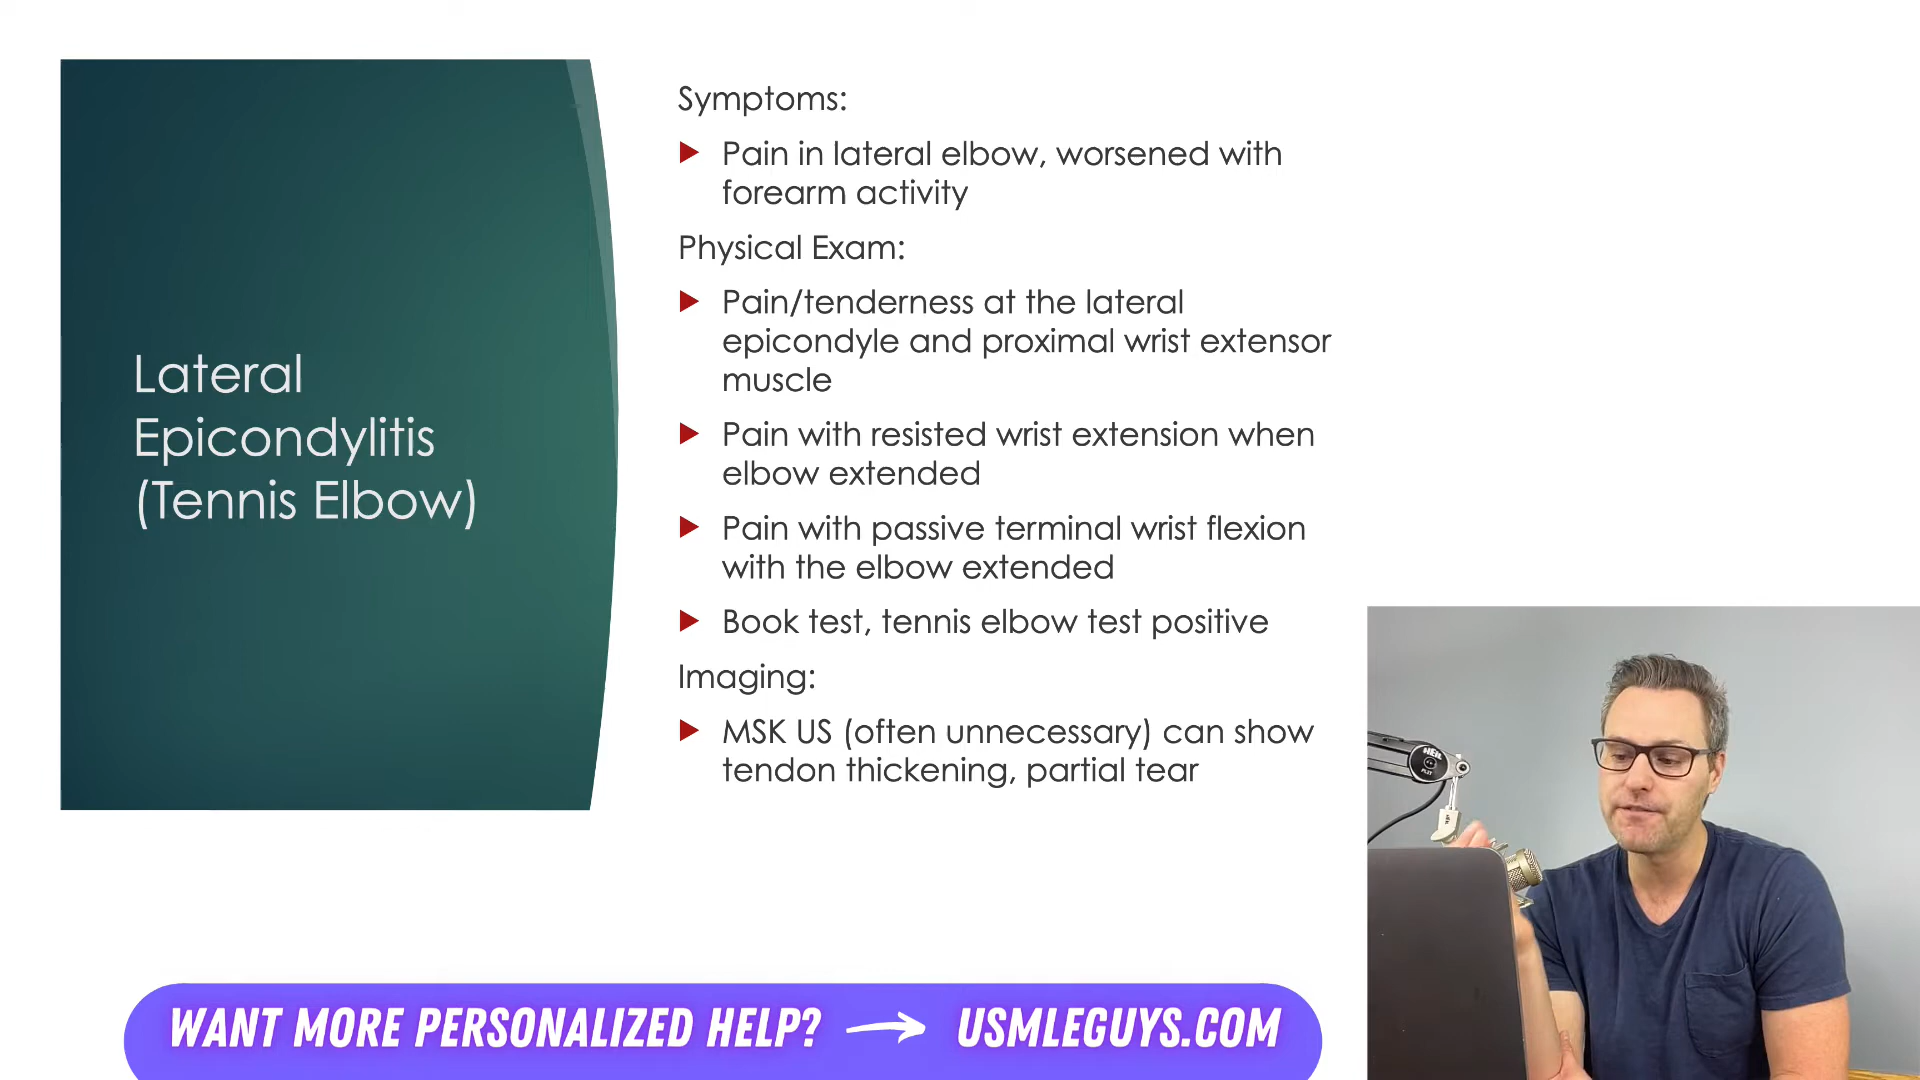 Lateral
Epicondylitis
(Tennis Elbow)
Symptoms:
Pain in lateral elbow, worsened with
forearm activity
Physical Exam:
Pain/tenderness at the lateral
epicondyle and proximal wrist extensor
muscle
Pain with resisted wrist extension when
elbow extended
Pain with passive terminal wrist flexion
with the elbow extended
Book test, tennis elbow test positive
Imaging:
MSK US (often unnecessary) can show
tendon thickening, partial tear
WANT MORE PERSONALIZED HELP? → USMLEGUYS.COM